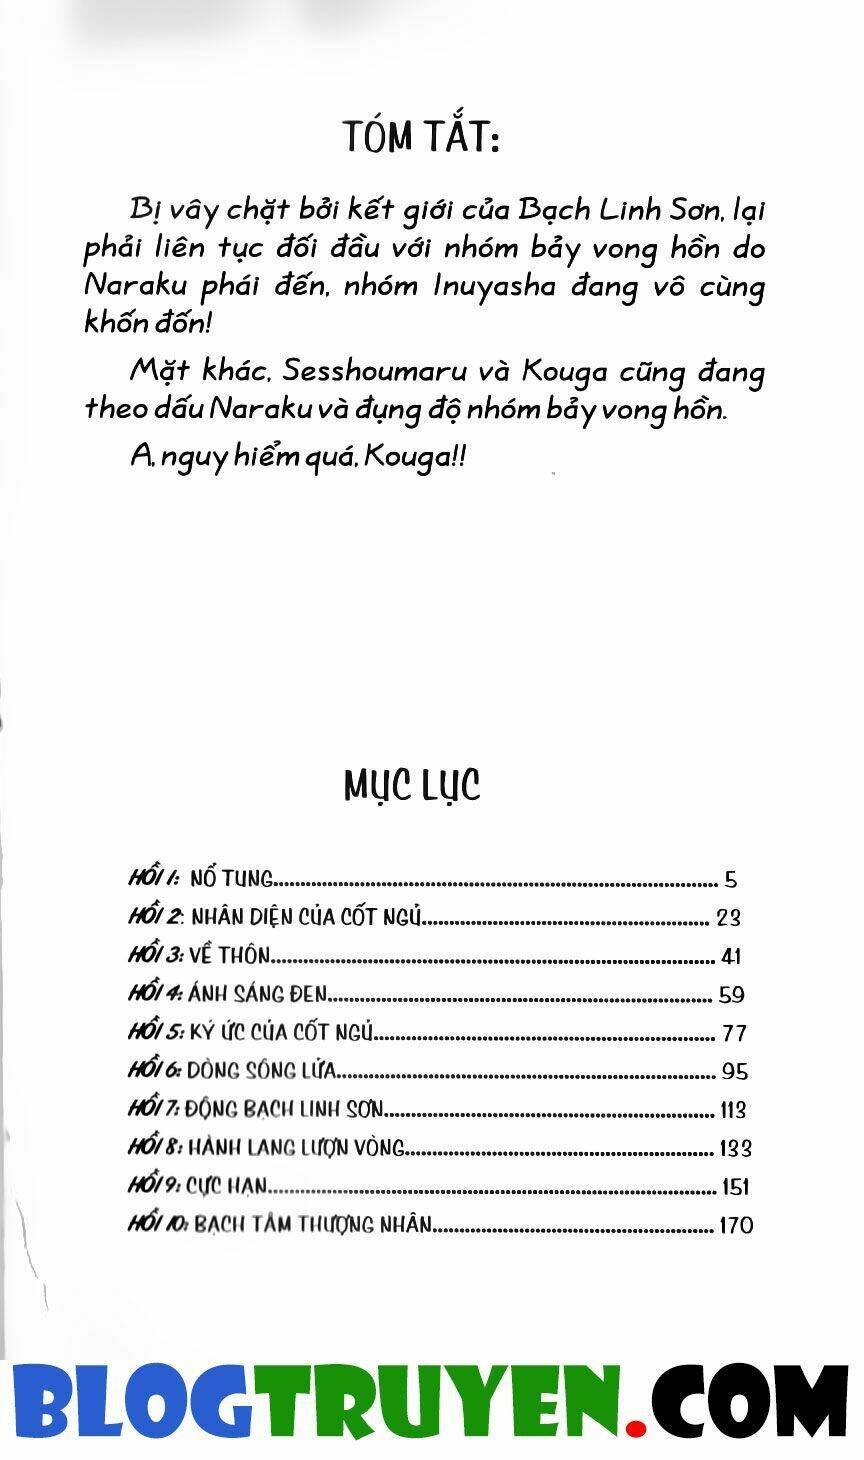 TÓM TẮT:
Bị vây chặt bởi kết giới của Bạch Linh Sơn, lại
phải liên tục đối đầu với nhóm bảy vong hồn do
Naraku phái đến, nhóm Inuyasha đang vô cùng
khốn đốn!
Mặt khác, Sesshoumaru và Kouga cũng đang
theo dấu Naraku và đụng độ nhóm bảy vong hồn.
A, nguy hiểm quá, Kouga!!
MỤC LỤC
HỒI 1: NỔ TUNG.......................... 5
HỒI 2: NHÂN DIỆN CỦA CỐT NGỦ.......................... 23
HỒI 3: VỀ THÔN.......................... 41
HỒI 4: ÁNH SÁNG ĐEN.......................... 59
HỒI 5: KÝ ỨC CỦA CỐT NGỦ.......................... 77
HỒI 6: DÒNG SÔNG LỬA.......................... 95
HỒI 7: ĐỘNG BẠCH LINH SƠN.......................... 113
HỒI 8: HÀNH LANG LƯỢN VÒNG.......................... 133
HỒI 9: CỰC HẠN.......................... 151
HỒI 10: BẠCH TÂM THƯỢNG NHÂN.......................... 170
BLOGTRUYEN.COM